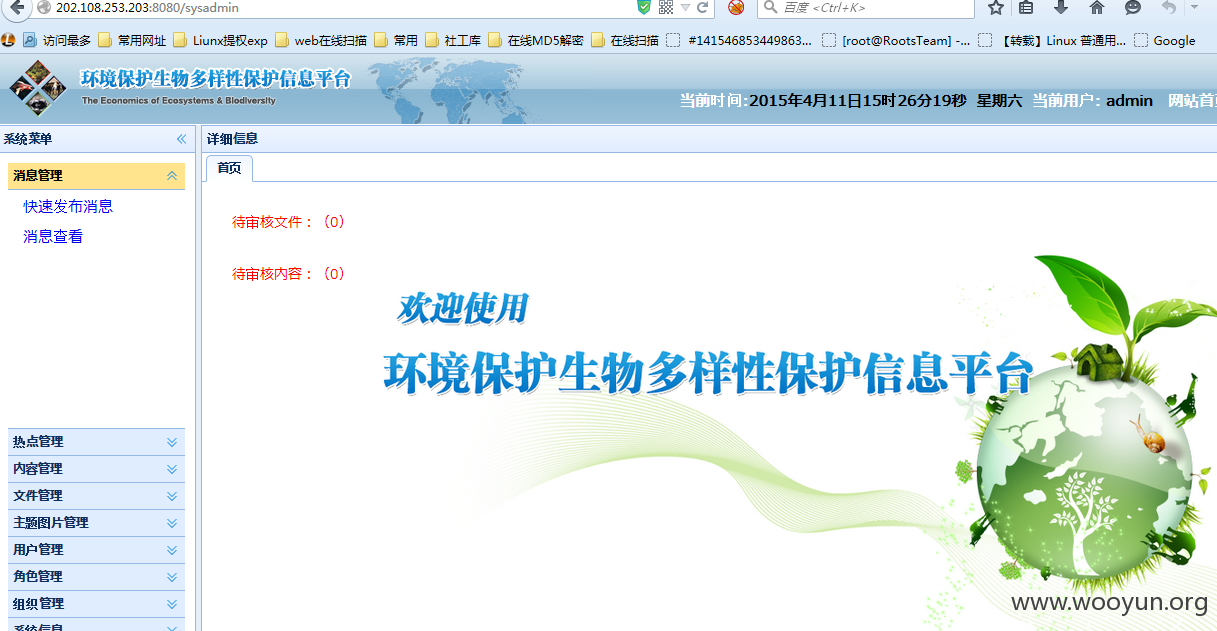 202.108.253.203:8080/sysadmin
百度 <Ctrl+K>
访问最多 常用网址 Liunx提权exp web在线扫描 常用 社工库 在线MD5解密 在线扫描 #141546853449863... [root@RootsTeam] -... 【转载】Linux 普通用... Google
环境保护生物多样性保护信息平台
The Economics of Ecosystems & Biodiversity
当前时间:2015年4月11日15时26分19秒 星期六 当前用户: admin 网站首页
系统菜单
详细信息
消息管理
首页
快速发布消息
消息查看
待审核文件：（0）
待审核内容：（0）
欢迎使用
环境保护生物多样性保护信息平台
热点管理
内容管理
文件管理
主题图片管理
用户管理
角色管理
组织管理
系统信息
www.wooyun.org